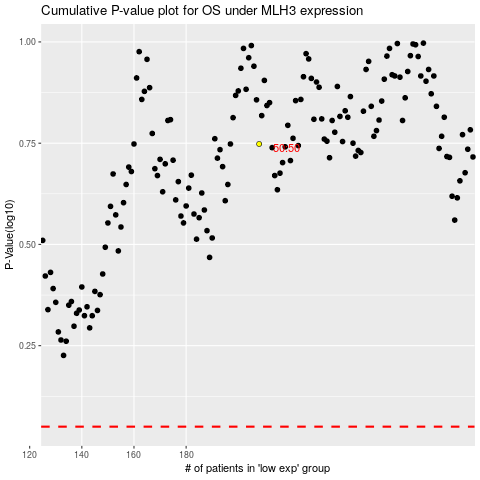 Cumulative P-value plot for OS under MLH3 expression
P-Value(log10)
1.00
0.75
0.50
0.25
50:50
120 140 160 180
# of patients in 'low exp' group